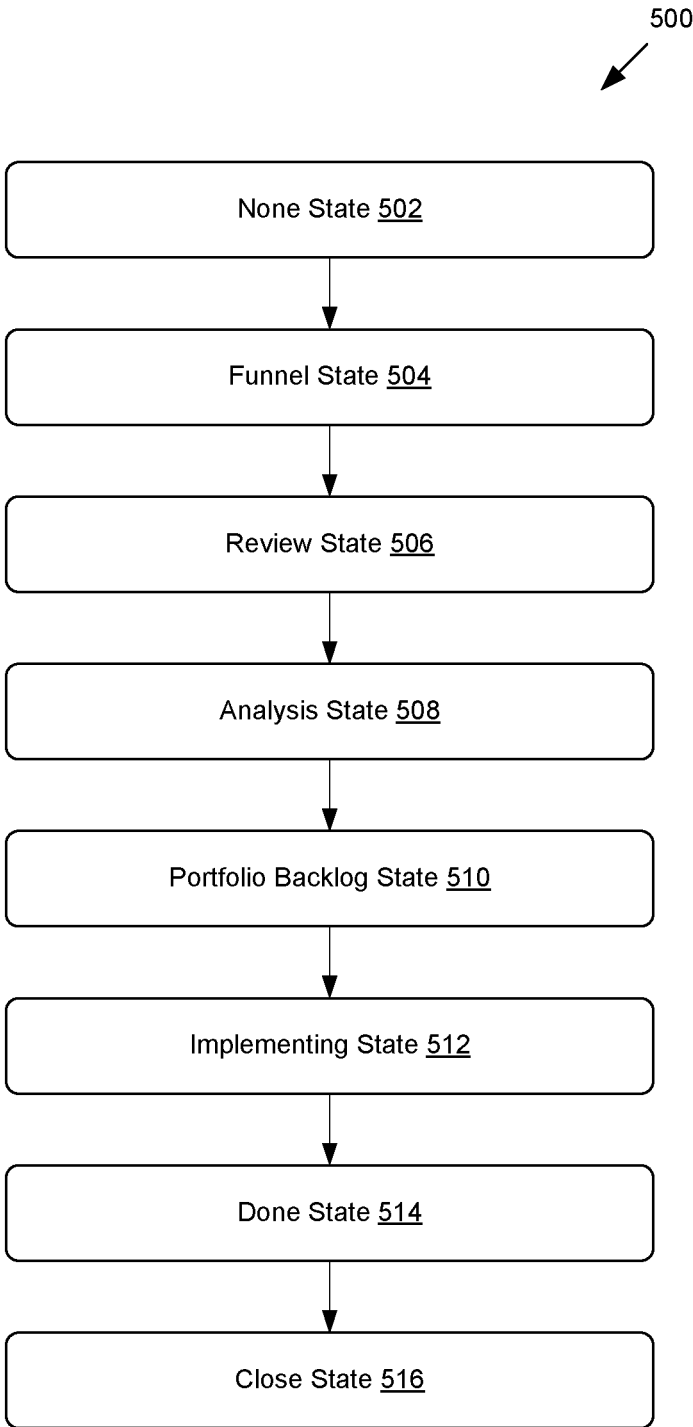 500
None State 502
Funnel State 504
Review State 506
Analysis State 508
Portfolio Backlog State 510
Implementing State 512
Done State 514
Close State 516